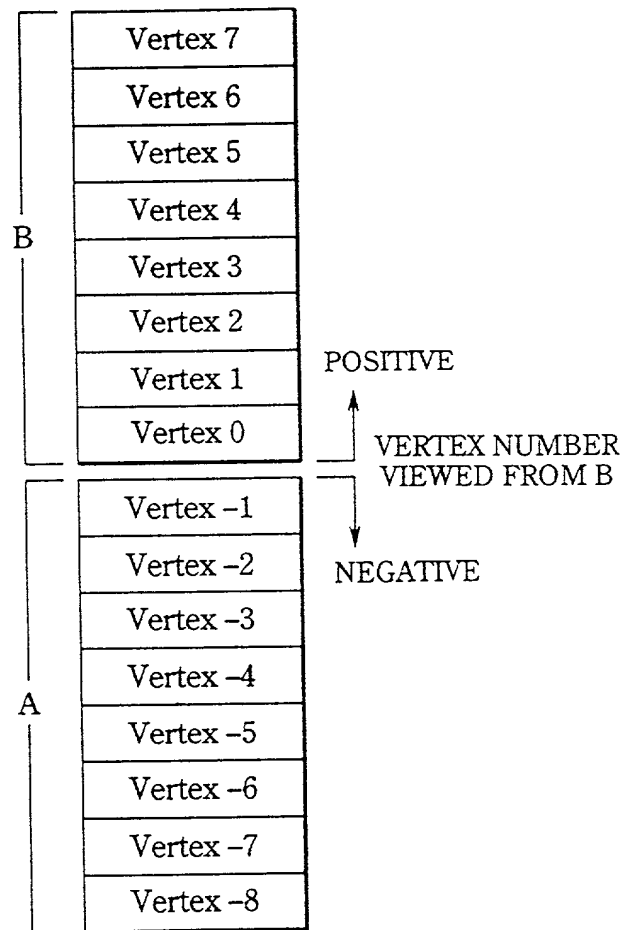 Vertex 7
Vertex 6
Vertex 5
Vertex 4
B
Vertex 3
Vertex 2
Vertex 1
POSITIVE
Vertex 0
VERTEX NUMBER
VIEWED FROM B
Vertex –1
Vertex –2
NEGATIVE
Vertex –3
Vertex –4
A
Vertex –5
Vertex –6
Vertex –7
Vertex –8